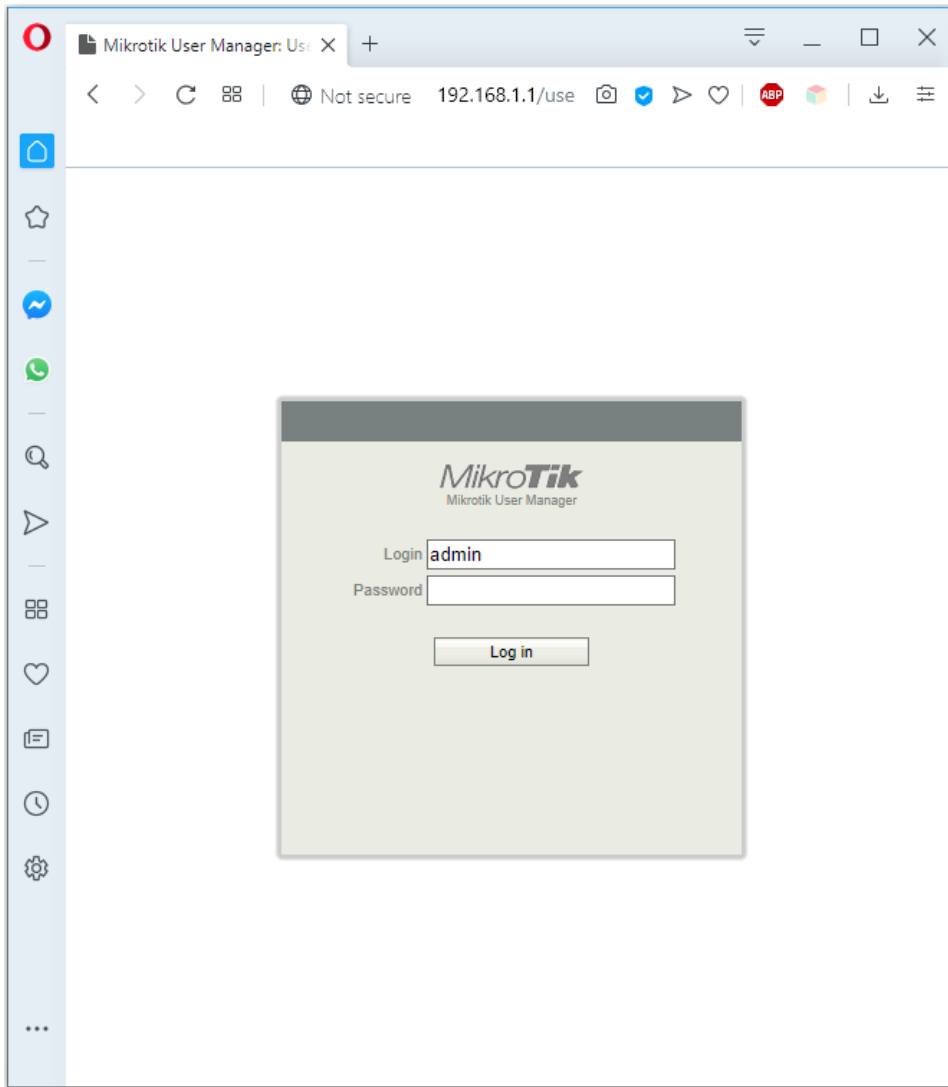 Mikrotik User Manager: Use
Not secure 192.168.1.1/use
ABP
MikroTik
Mikrotik User Manager
Login admin
Password
Log in